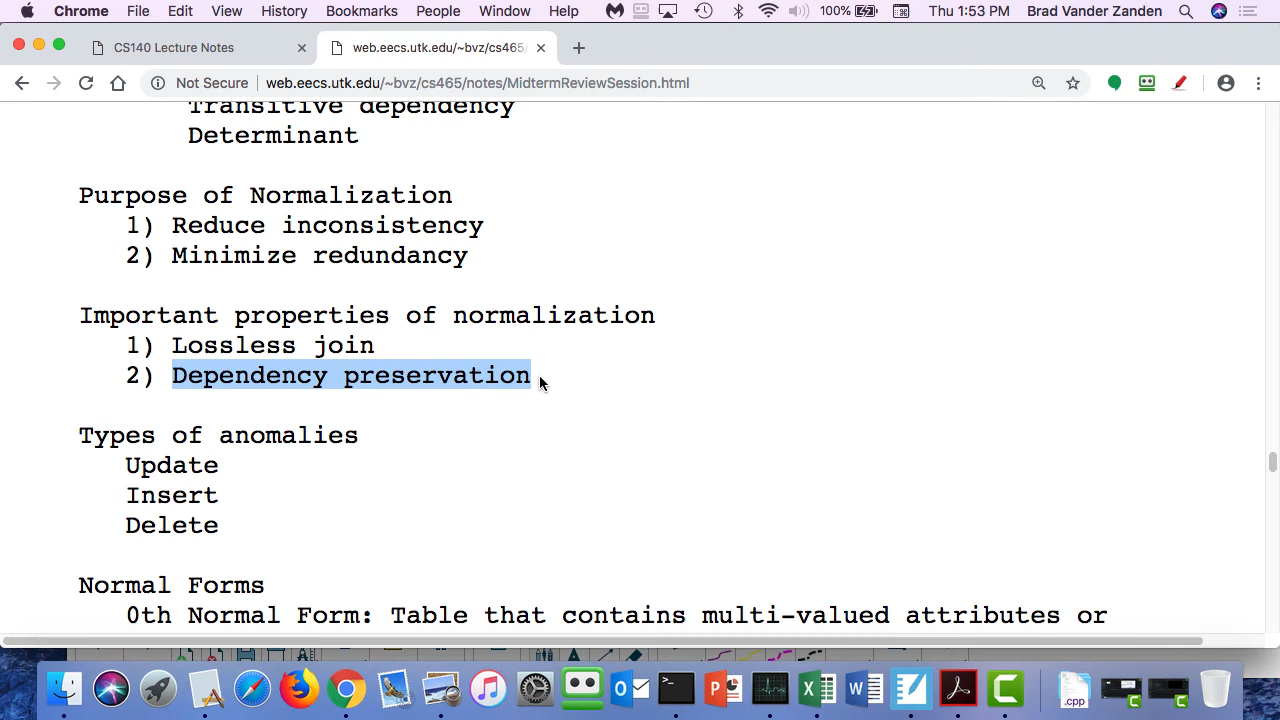 Chrome File Edit View History Bookmarks People Window Help 100% Thu 1:53 PM Brad Vander Zanden
CS140 Lecture Notes web.eecs.utk.edu/~bvz/cs465/
Not Secure web.eecs.utk.edu/~bvz/cs465/notes/MidtermReviewSession.html
Transitive dependency
Determinant
Purpose of Normalization
1) Reduce inconsistency
2) Minimize redundancy
Important properties of normalization
1) Lossless join
2) Dependency preservation
Types of anomalies
Update
Insert
Delete
Normal Forms
0th Normal Form: Table that contains multi-valued attributes or
.cpp